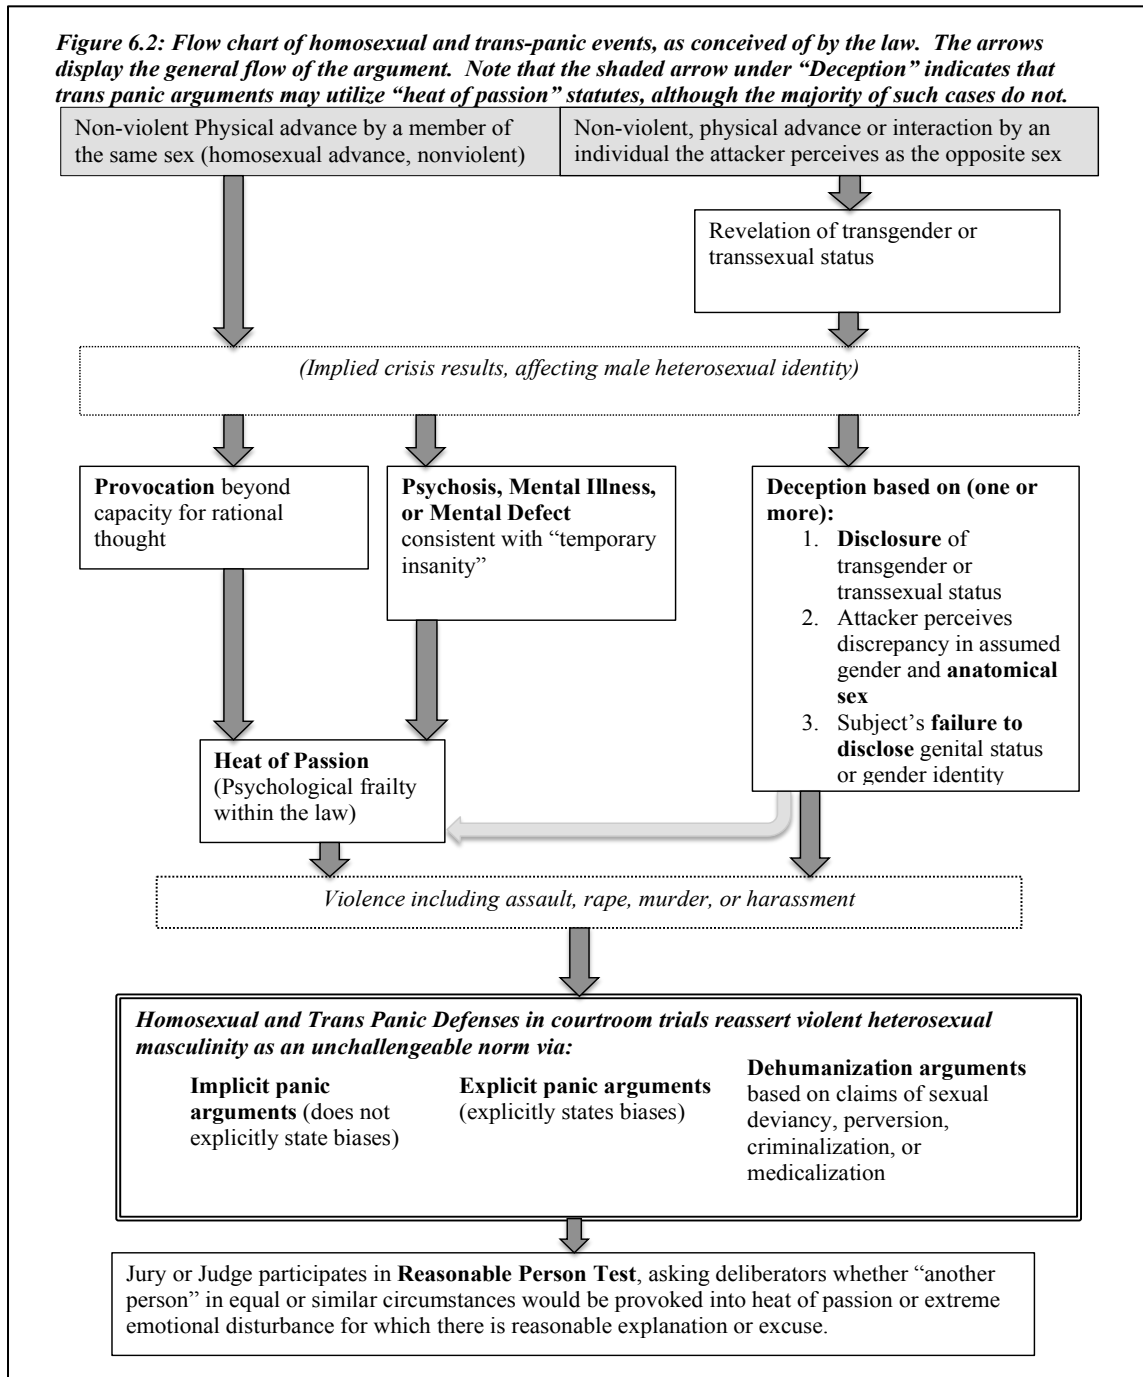 Figure 6.2: Flow chart of homosexual and trans-panic events, as conceived of by the law. The arrows
display the general flow of the argument. Note that the shaded arrow under “Deception” indicates that
trans panic arguments may utilize “heat of passion” statutes, although the majority of such cases do not.
Non-violent Physical advance by a member of
the same sex (homosexual advance, nonviolent)
Non-violent, physical advance or interaction by an
individual the attacker perceives as the opposite sex
Revelation of transgender or
transsexual status
(Implied crisis results, affecting male heterosexual identity)
Provocation beyond
capacity for rational
thought
Psychosis, Mental Illness,
or Mental Defect
consistent with “temporary
insanity”
Deception based on (one or
more):
1. Disclosure of
transgender or
transsexual status
2. Attacker perceives
discrepancy in assumed
gender and anatomical
sex
3. Subject’s failure to
disclose genital status
or gender identity
Heat of Passion
(Psychological frailty
within the law)
Violence including assault, rape, murder, or harassment
Homosexual and Trans Panic Defenses in courtroom trials reassert violent heterosexual
masculinity as an unchallengeable norm via:
Implicit panic
arguments (does not
explicitly state biases)
Explicit panic arguments
(explicitly states biases)
Dehumanization arguments
based on claims of sexual
deviancy, perversion,
criminalization, or
medicalization
Jury or Judge participates in Reasonable Person Test, asking deliberators whether “another
person” in equal or similar circumstances would be provoked into heat of passion or extreme
emotional disturbance for which there is reasonable explanation or excuse.